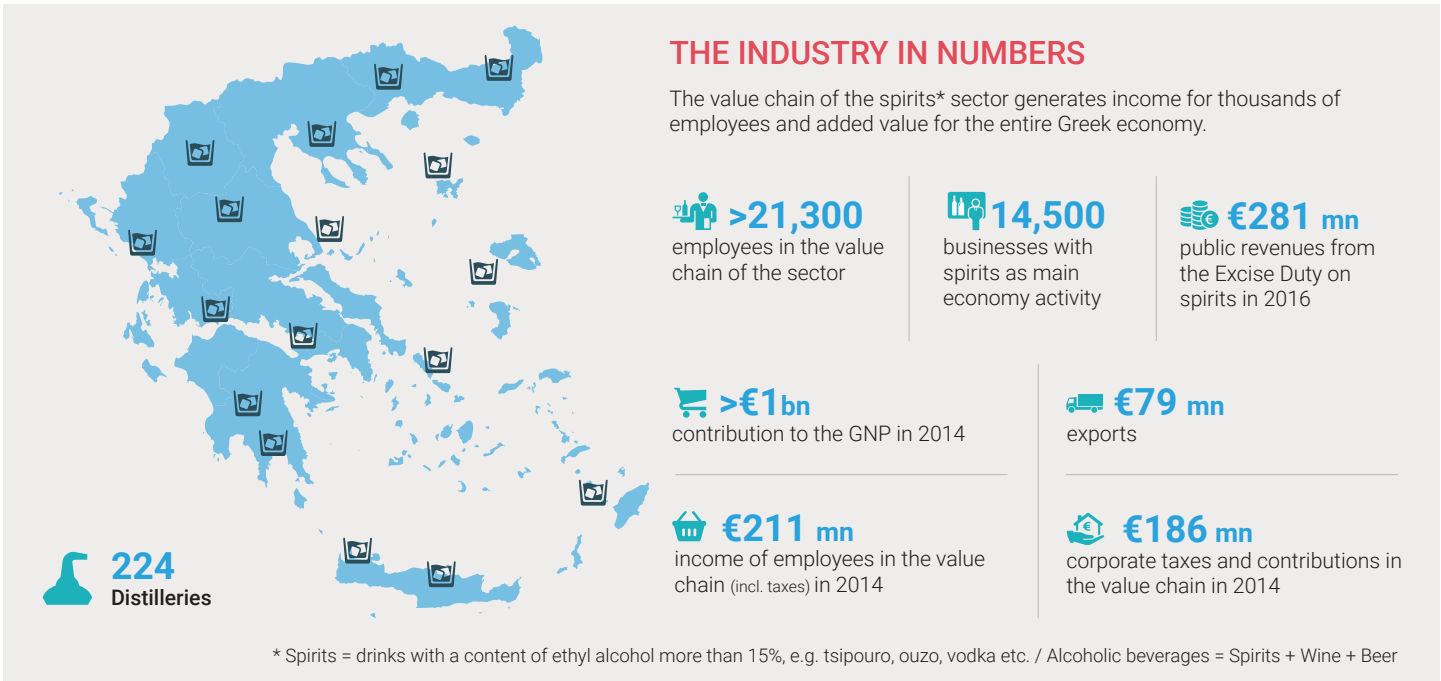 THE INDUSTRY IN NUMBERS
The value chain of the spirits* sector generates income for thousands of
employees and added value for the entire Greek economy.
>21,300
employees in the value
chain of the sector
14,500
businesses with
spirits as main
economy activity
€281 mn
public revenues from
the Excise Duty on
spirits in 2016
>€1bn
contribution to the GNP in 2014
€79 mn
exports
€211 mn
income of employees in the value
chain (incl. taxes) in 2014
€186 mn
corporate taxes and contributions in
the value chain in 2014
224
Distilleries
* Spirits = drinks with a content of ethyl alcohol more than 15%, e.g. tsipouro, ouzo, vodka etc. / Alcoholic beverages = Spirits + Wine + Beer